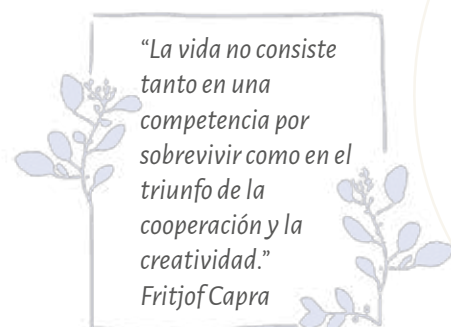 “La vida no consiste
tanto en una
competencia por
sobrevivir como en el
triunfo de la
cooperación y la
creatividad.”
Fritjof Capra